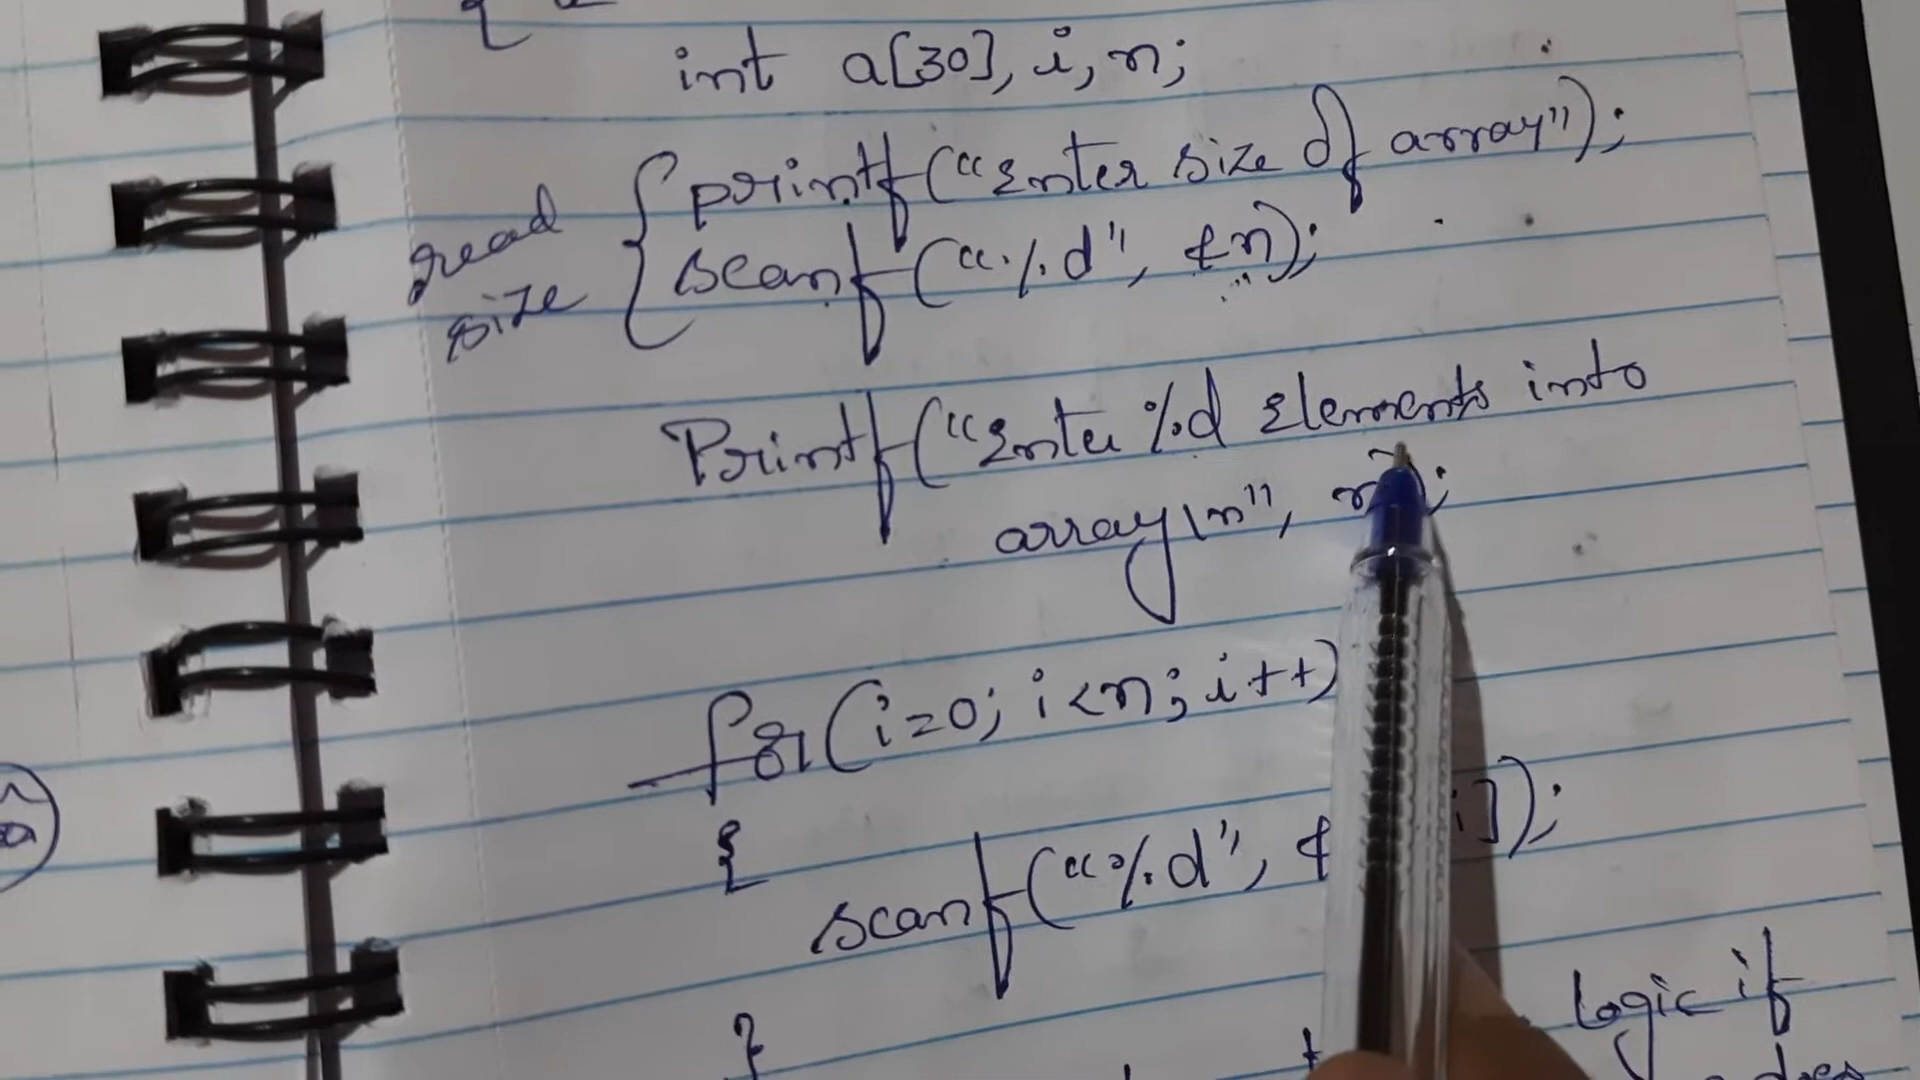 {
int a[30], i, n;
read size { printf("Enter size of array");
scanf("%d", &n);
Printf("Enter %d Elements into
array\n", n);
for(i=0; i<n; i++)
{
scanf("%d", & i]);
}
Logic if